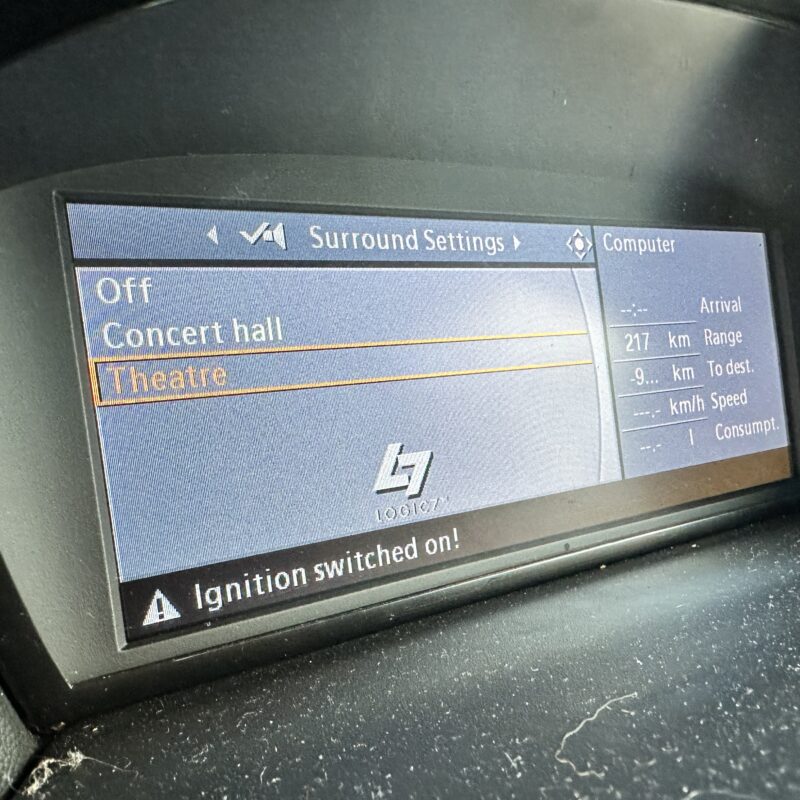 Surround Settings
Off
Concert hall
Theatre
LOGIC7™
Ignition switched on!
Computer
--:-- Arrival
217 km Range
-9... km To dest.
---.- km/h Speed
--.- l Consumpt.